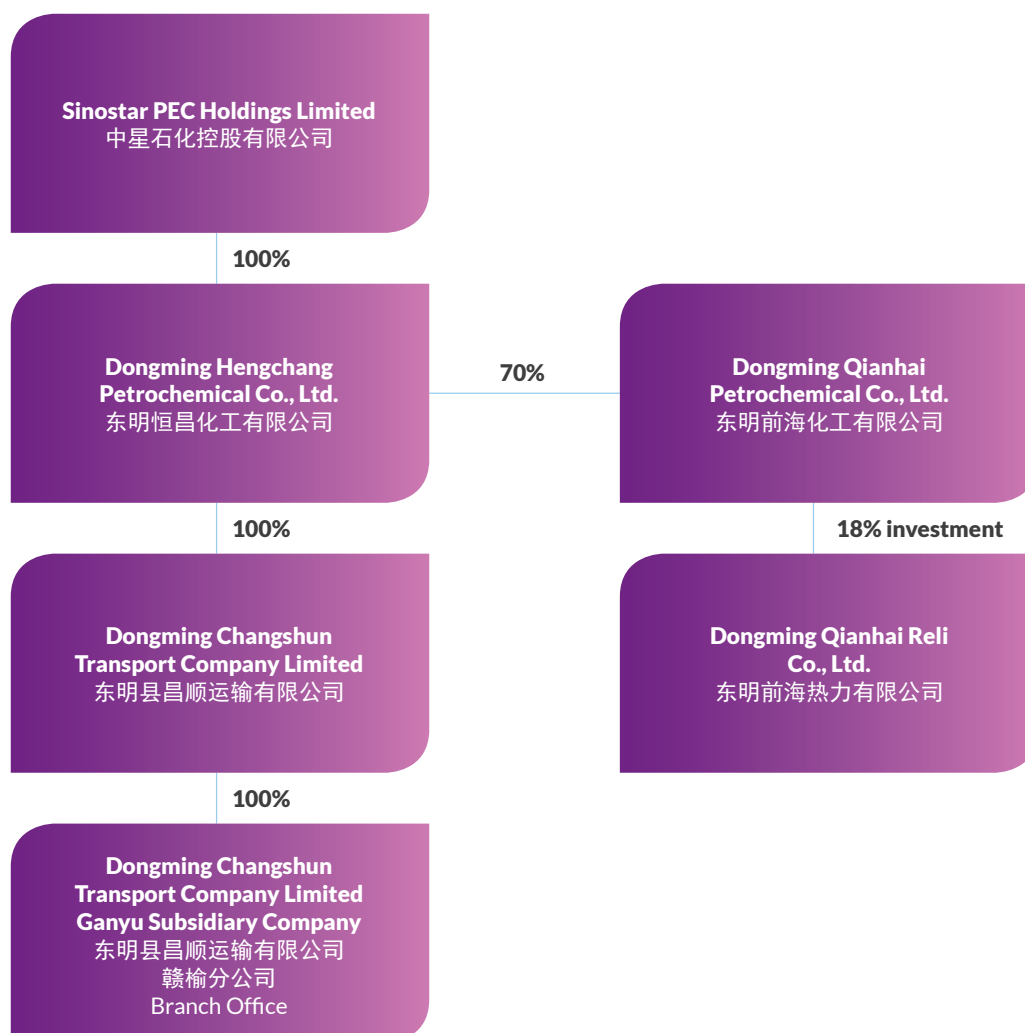 Sinostar PEC Holdings Limited
中星石化控股有限公司
100%
Dongming Hengchang
Petrochemical Co., Ltd.
东明恒昌化工有限公司
70%
Dongming Qianhai
Petrochemical Co., Ltd.
东明前海化工有限公司
100%
18% investment
Dongming Changshun
Transport Company Limited
东明县昌顺运输有限公司
Dongming Qianhai Reli
Co., Ltd.
东明前海热力有限公司
100%
Dongming Changshun
Transport Company Limited
Ganyu Subsidiary Company
东明县昌顺运输有限公司
赣榆分公司
Branch Office